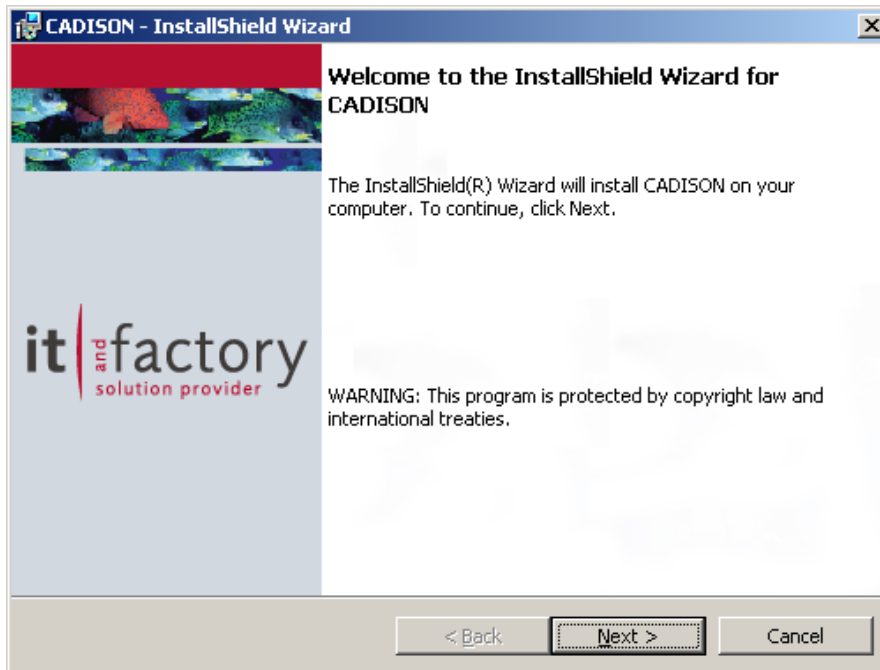 CADISON - InstallShield Wizard
Welcome to the InstallShield Wizard for
CADISON
The InstallShield(R) Wizard will install CADISON on your
computer. To continue, click Next.
it and factory
solution provider
WARNING: This program is protected by copyright law and
international treaties.
< Back
Next >
Cancel